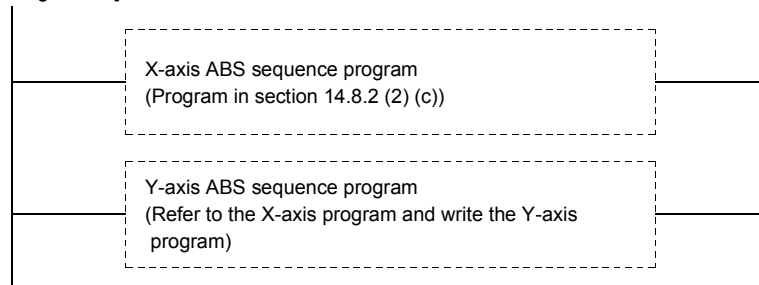 X-axis ABS sequence program
(Program in section 14.8.2 (2) (c))
Y-axis ABS sequence program
(Refer to the X-axis program and write the Y-axis
program)